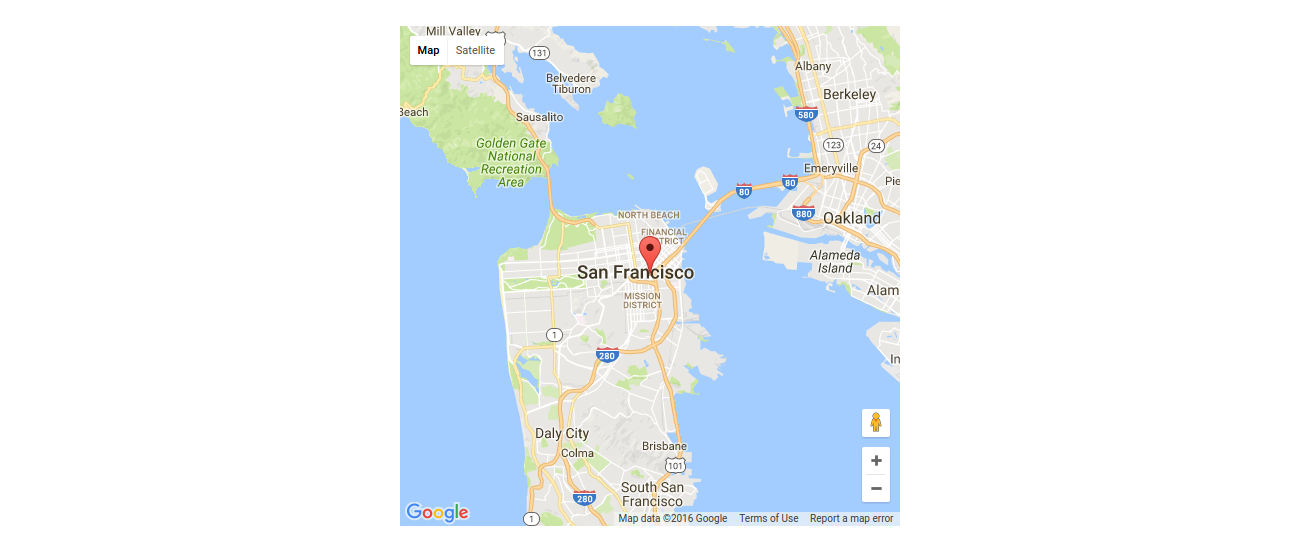 Mill Valley
Map Satellite
131
Albany
Belvedere
Tiburon
Berkeley
Beach
Sausalito
580
Golden Gate
National
Recreation
Area
123
24
Emeryville
80
80
Pie
NORTH BEACH
880
Oakland
FINANCIAL
TRICT
Alameda
Island
San Francisco
Alam
MISSION
DISTRICT
1
280
In
Daly City
Brisbane
Colma
101
South San
Francisco
280
Google
1
Map data ©2016 Google Terms of Use Report a map error